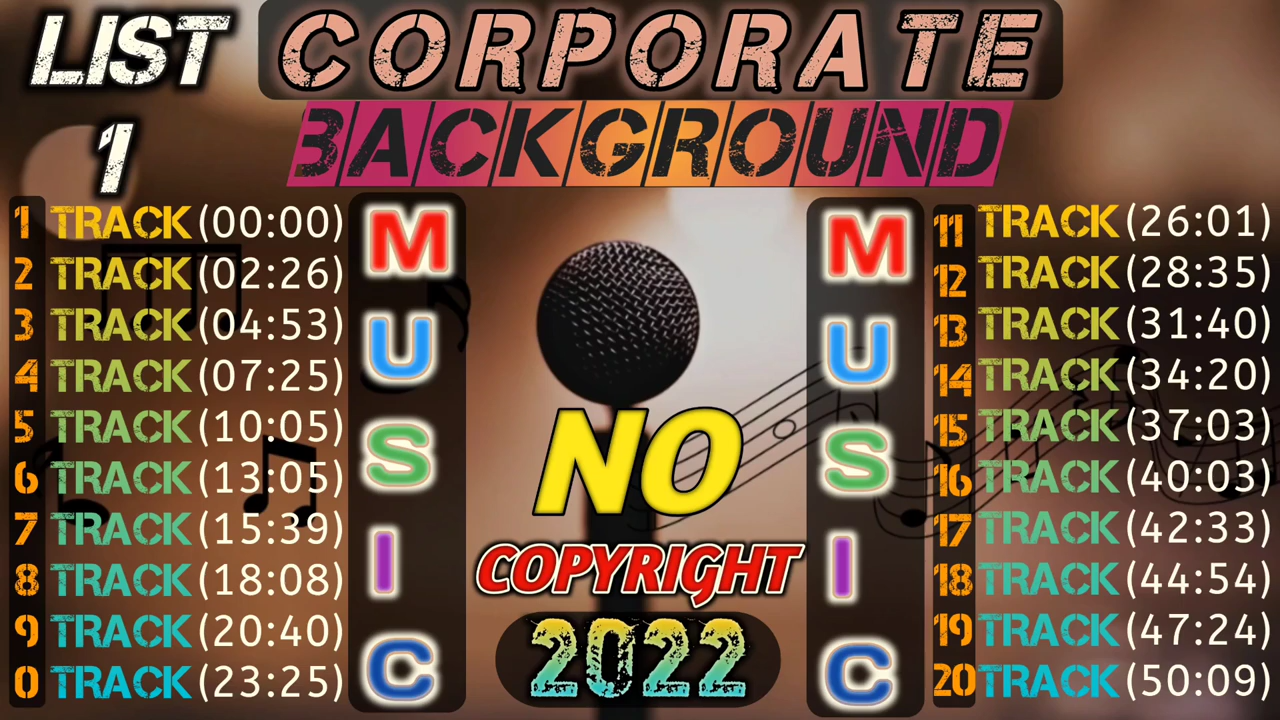 LIST
1
CORPORATE
BACKGROUND
1 TRACK (00:00)
2 TRACK (02:26)
3 TRACK (04:53)
4 TRACK (07:25)
5 TRACK (10:05)
6 TRACK (13:05)
7 TRACK (15:39)
8 TRACK (18:08)
9 TRACK (20:40)
0 TRACK (23:25)
MUSIC
NO
COPYRIGHT
2022
MUSIC
11 TRACK (26:01)
12 TRACK (28:35)
13 TRACK (31:40)
14 TRACK (34:20)
15 TRACK (37:03)
16 TRACK (40:03)
17 TRACK (42:33)
18 TRACK (44:54)
19 TRACK (47:24)
20 TRACK (50:09)